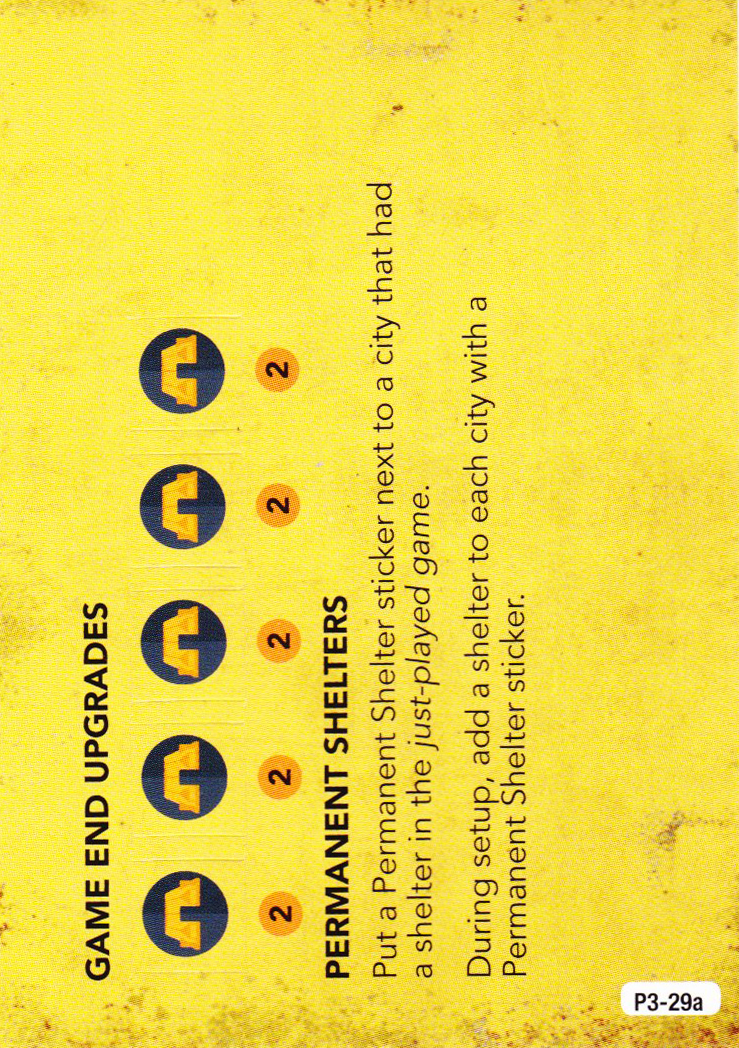 GAME END UPGRADES
2 2 2 2 2
PERMANENT SHELTERS
Put a Permanent Shelter sticker next to a city that had
a shelter in the just-played game.
During setup, add a shelter to each city with a
Permanent Shelter sticker.
P3-29a